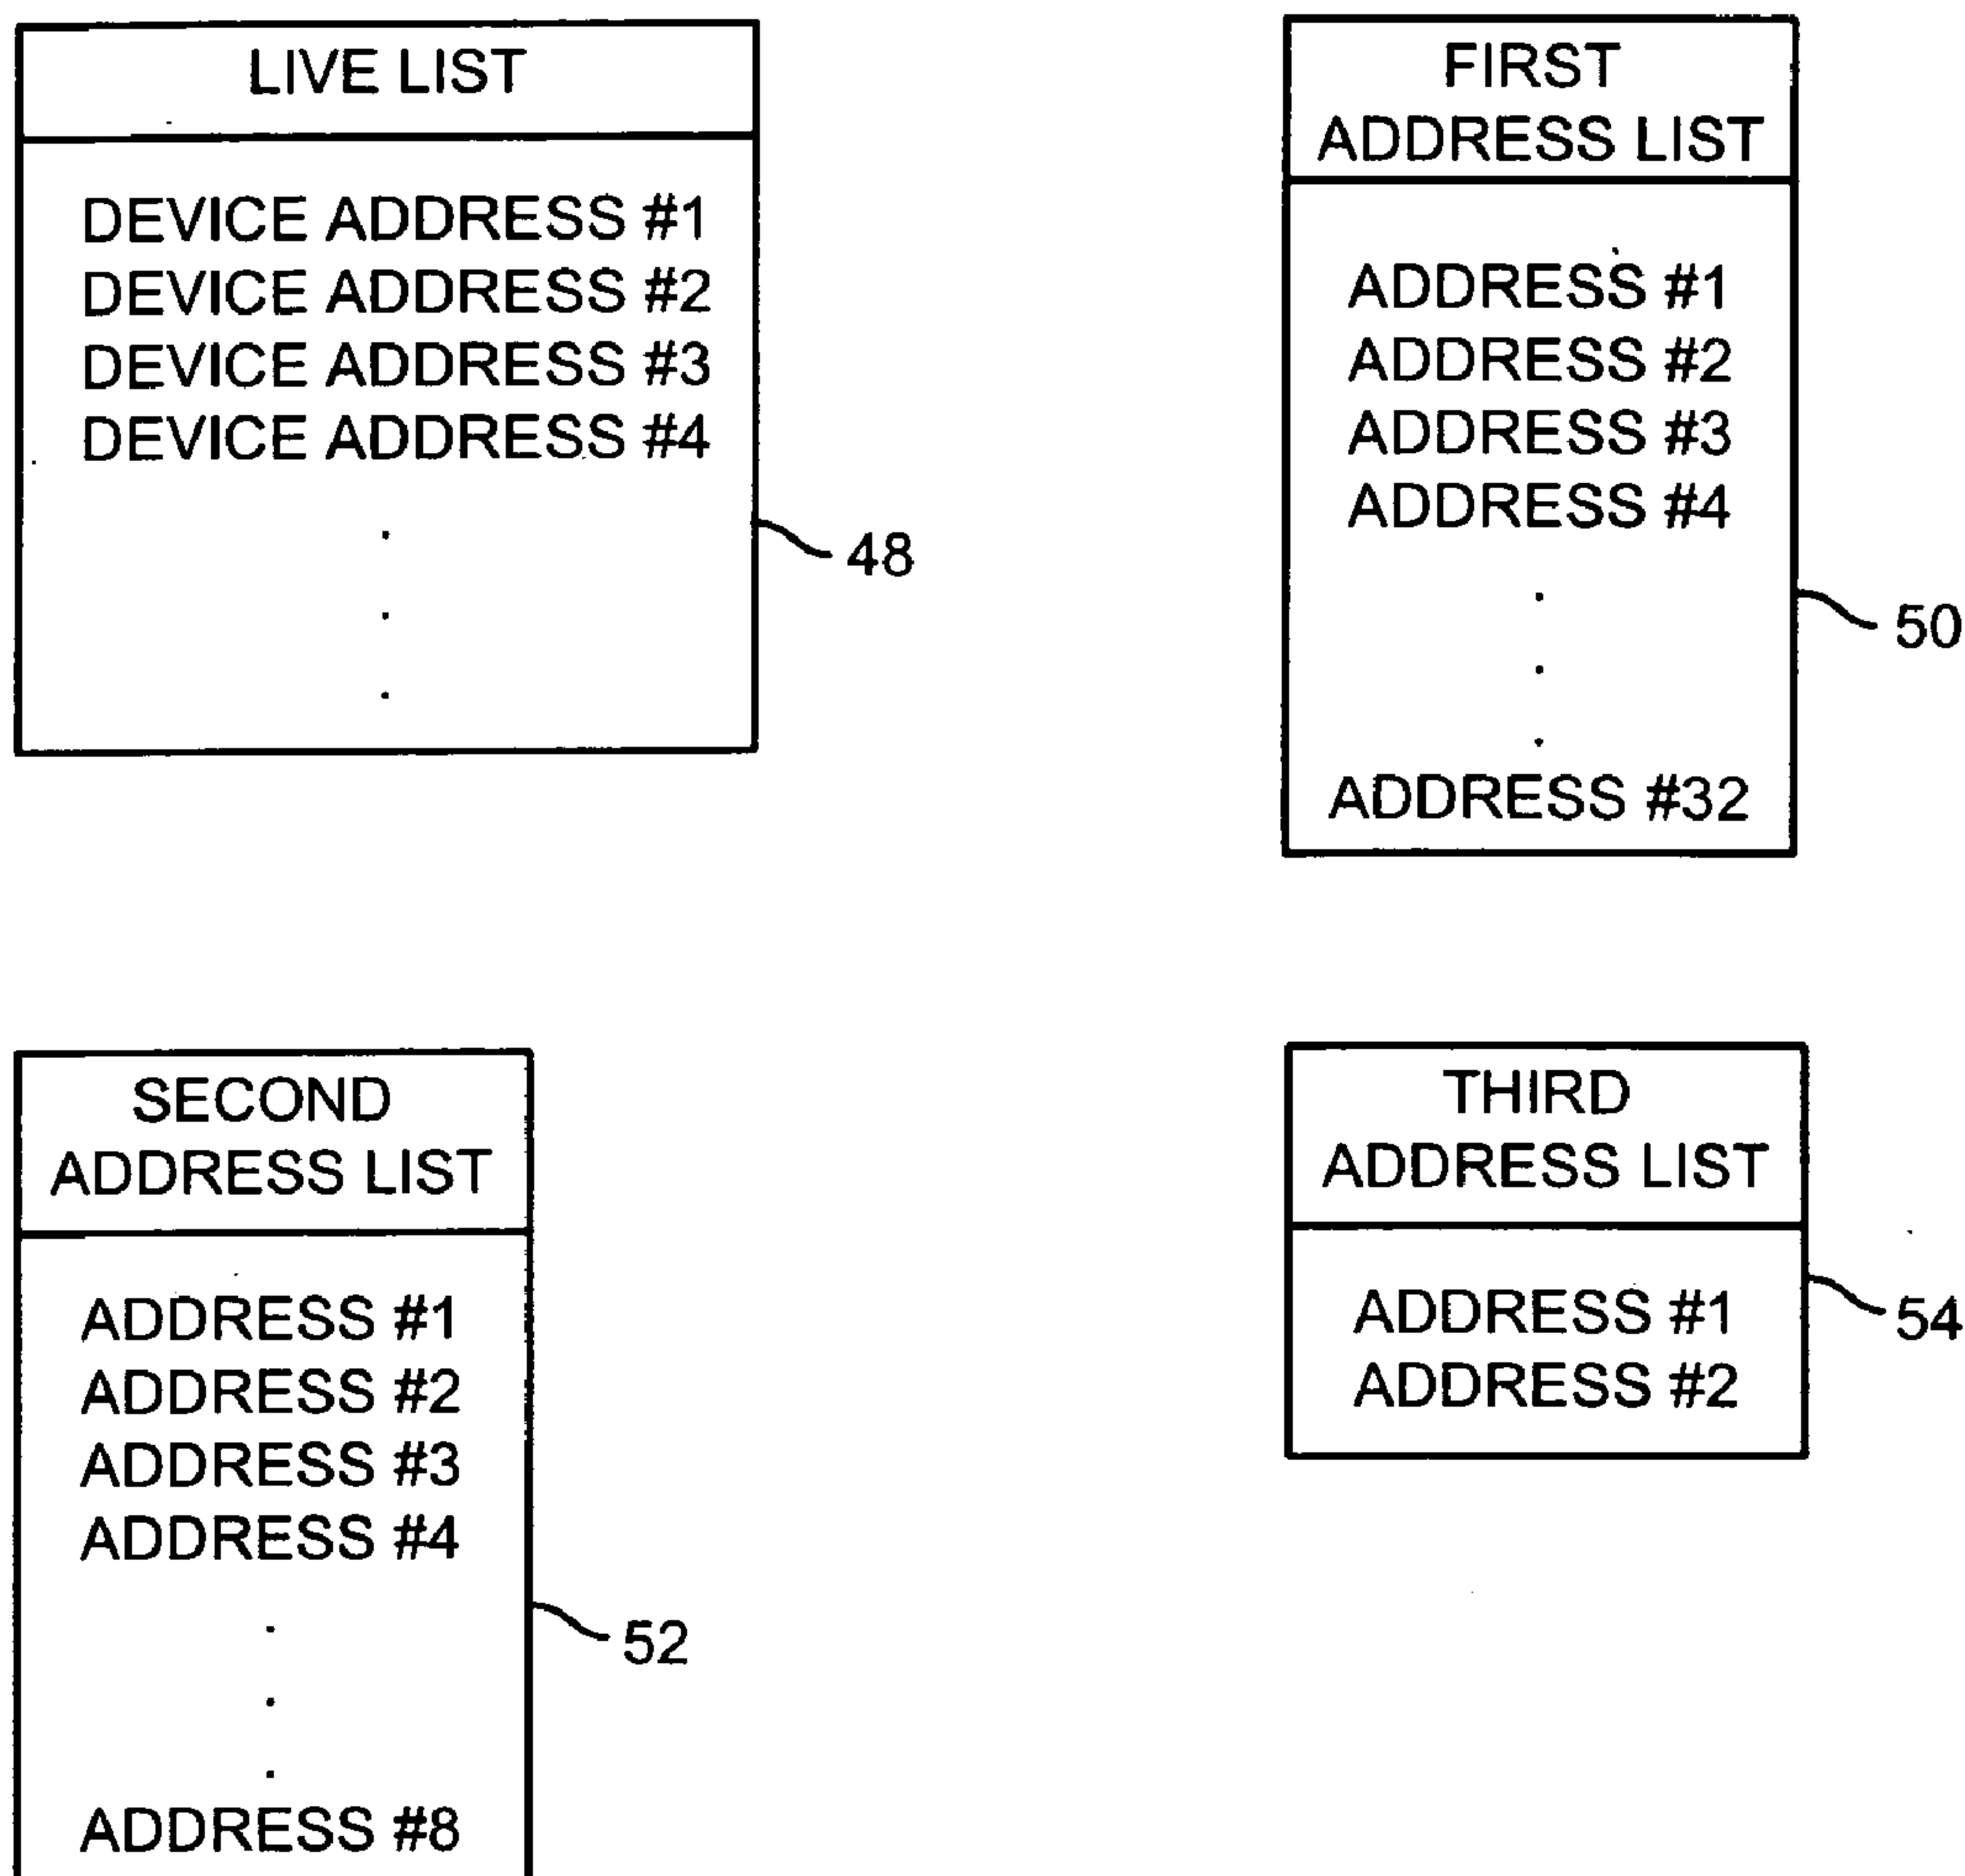 LIVE LIST
DEVICE ADDRESS #1
DEVICE ADDRESS #2
DEVICE ADDRESS #3
DEVICE ADDRESS #4
.
.
.
48
FIRST
ADDRESS LIST
ADDRESS #1
ADDRESS #2
ADDRESS #3
ADDRESS #4
.
.
.
ADDRESS #32
50
SECOND
ADDRESS LIST
ADDRESS #1
ADDRESS #2
ADDRESS #3
ADDRESS #4
.
.
.
ADDRESS #8
52
THIRD
ADDRESS LIST
ADDRESS #1
ADDRESS #2
54